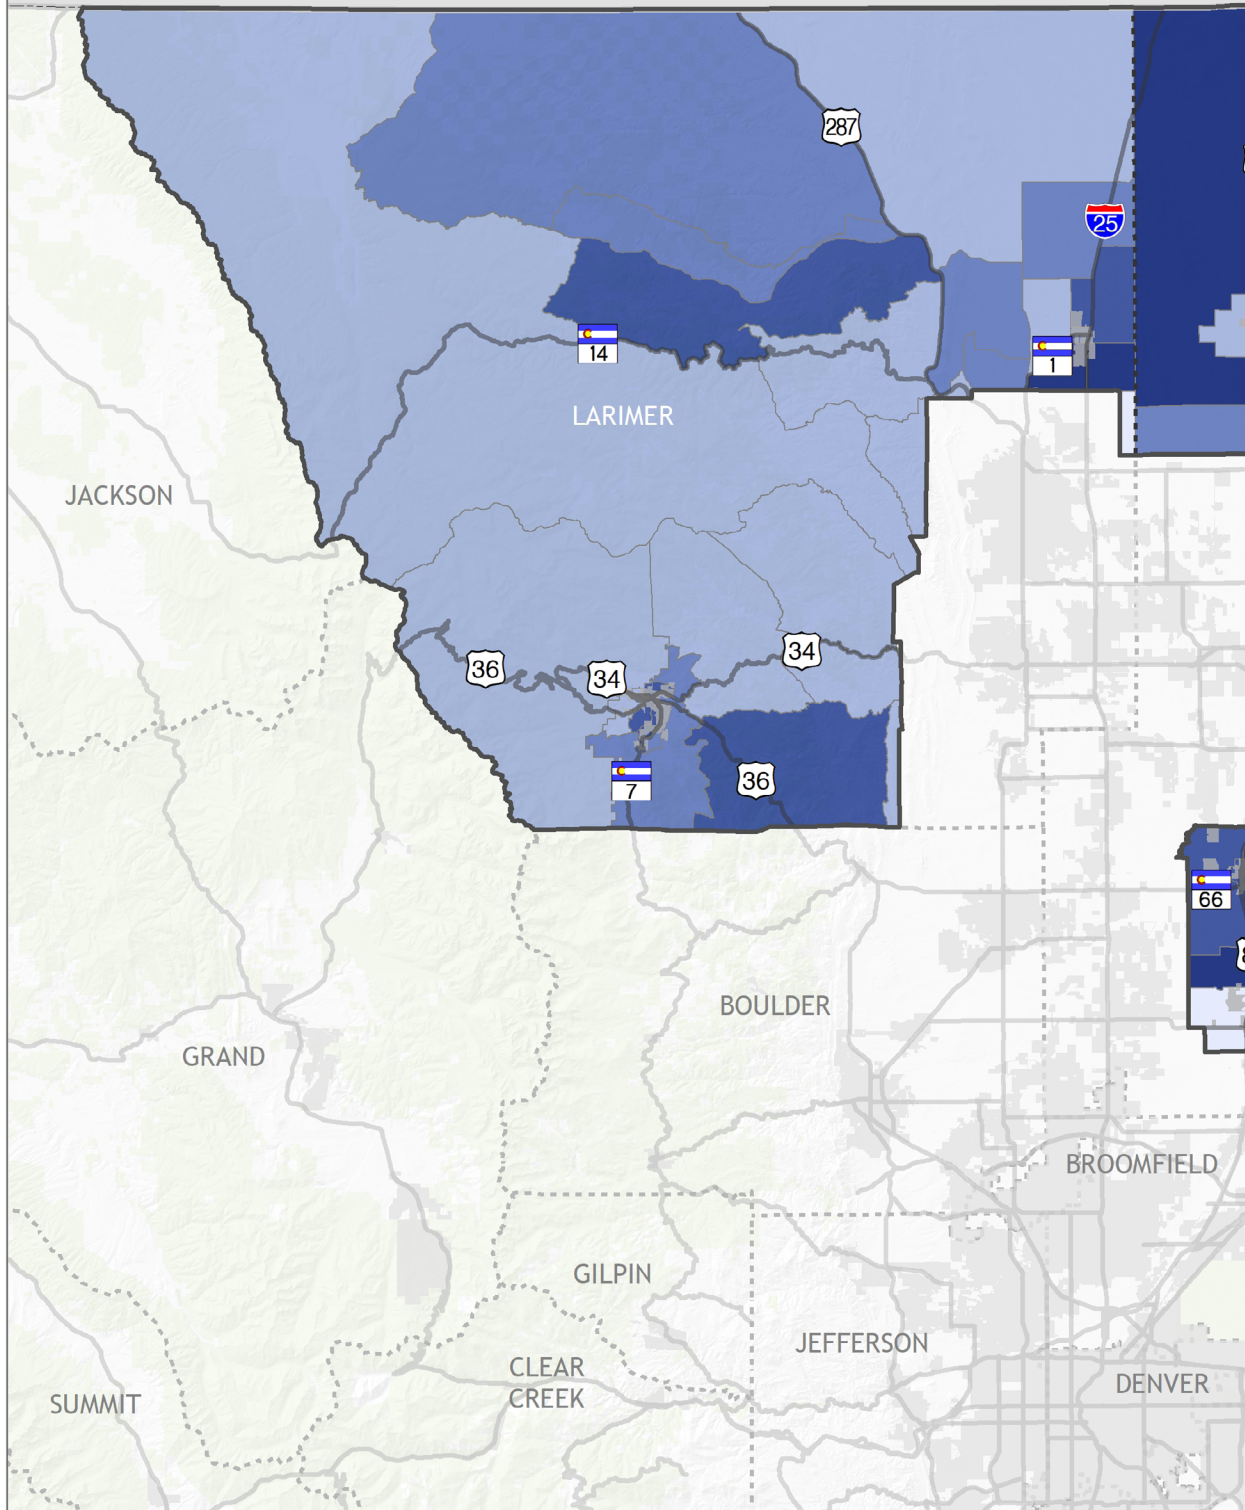 287
25
14
1
LARIMER
JACKSON
36
34
34
7
36
66
BOULDER
GRAND
BROOMFIELD
GILPIN
JEFFERSON
CLEAR
CREEK
DENVER
SUMMIT